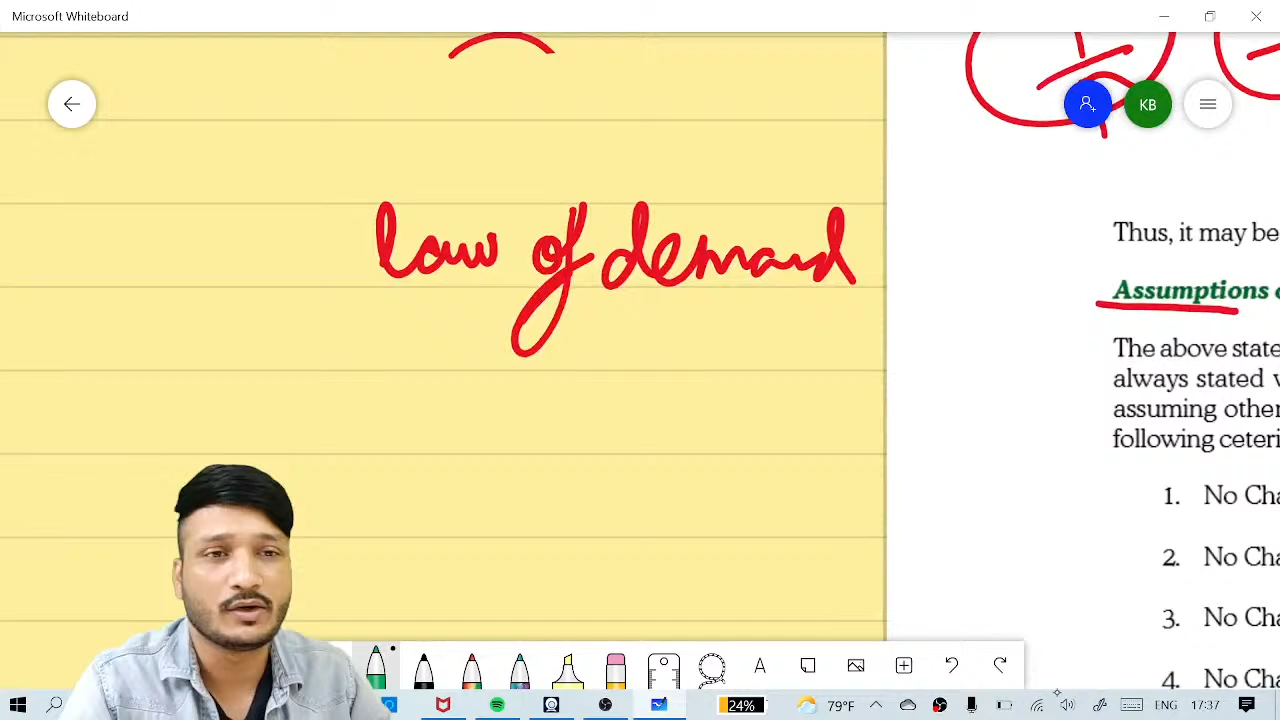 Microsoft Whiteboard
KB
law of demand
Thus, it may be
Assumptions o
The above state
always stated v
assuming other
following ceteri
1. No Cha
2. No Cha
3. No Cha
4. No Cha
A
24%
79°F
ENG
17:37